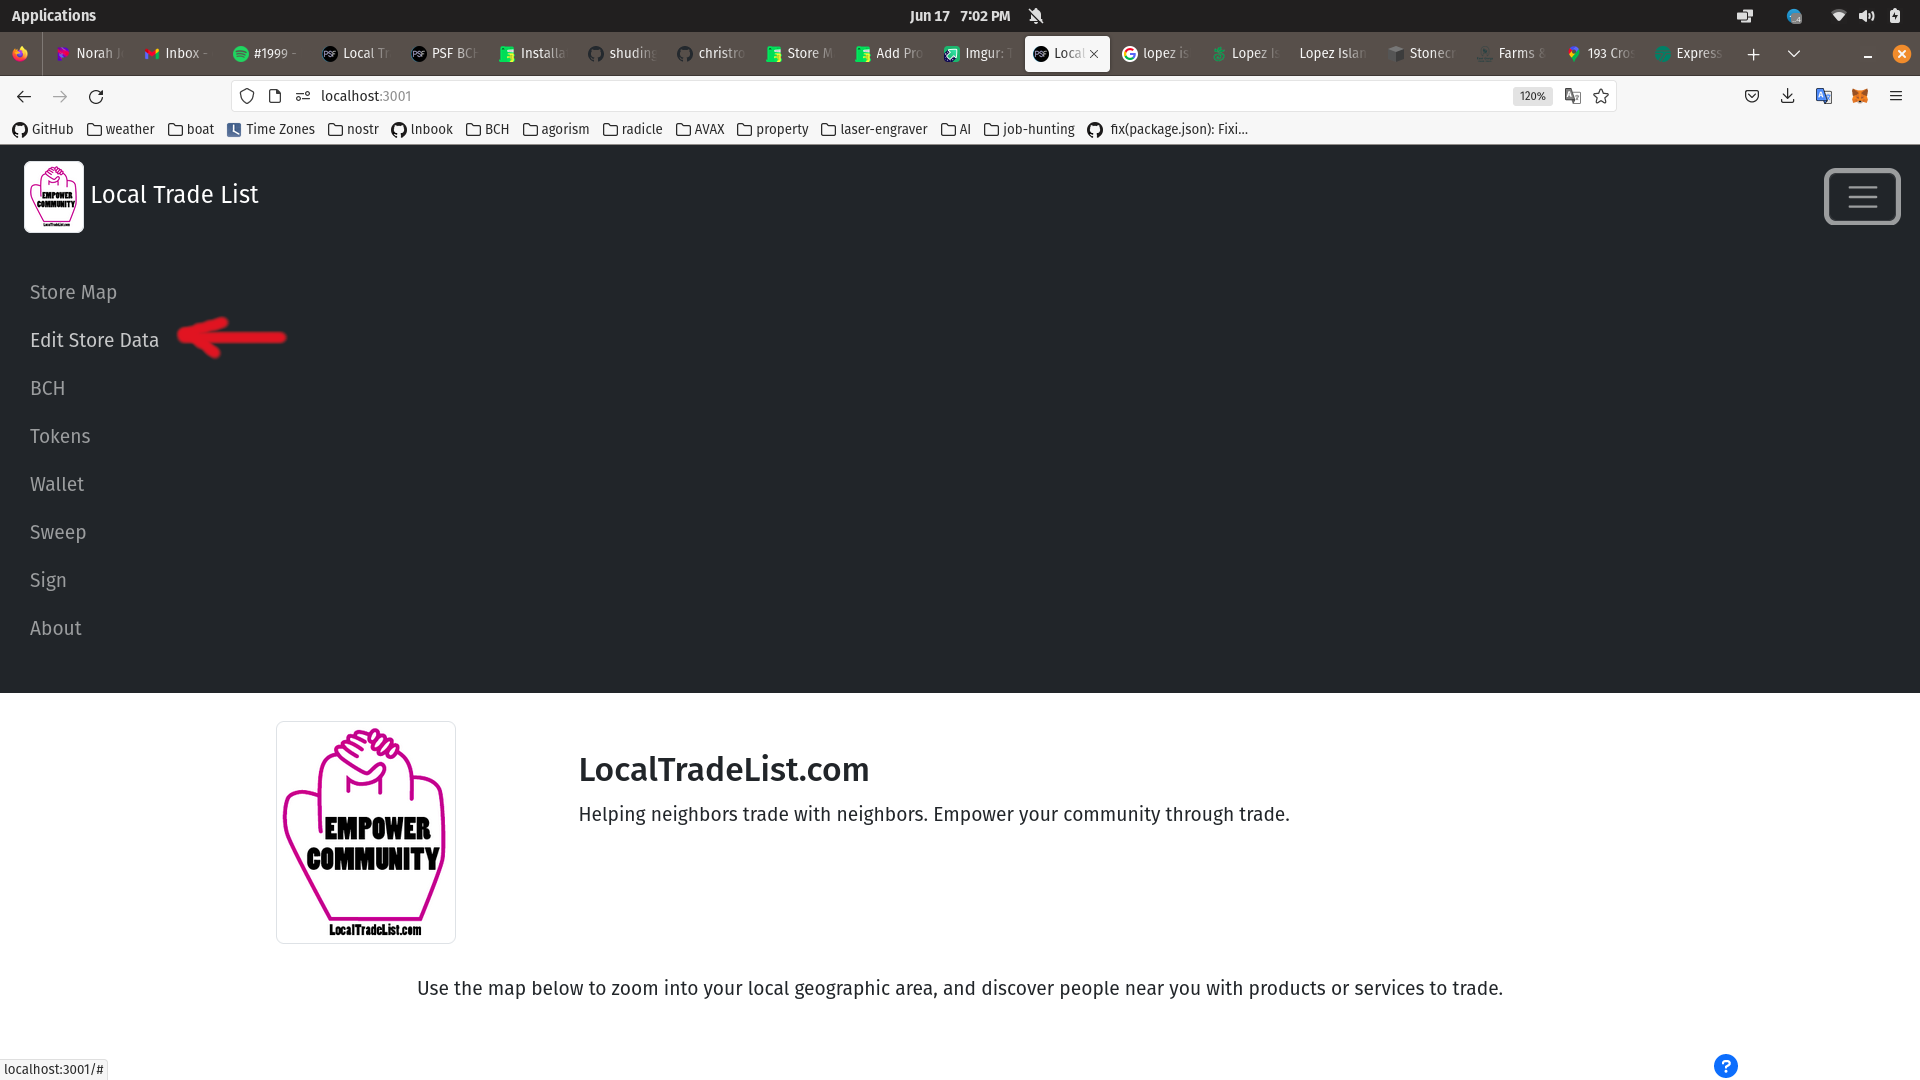 Applications
Jun 17 7:02 PM
Norah J
Inbox -
#1999 -
Local Tr
PSF BCH
Installa
shuding
christro
Store M
Add Pro
Imgur: T
Local
lopez is
Lopez Is
Lopez Islan
Stonecr
Farms &
193 Cro
Express
localhost:3001
120%
GitHub
weather
boat
Time Zones
nostr
lnbook
BCH
agorism
radicle
AVAX
property
laser-engraver
AI
job-hunting
fix(package.json): Fixi...
EMPOWER
COMMUNITY
LocalTradeList.com
Local Trade List
Store Map
Edit Store Data
BCH
Tokens
Wallet
Sweep
Sign
About
EMPOWER
COMMUNITY
LocalTradeList.com
LocalTradeList.com
Helping neighbors trade with neighbors. Empower your community through trade.
Use the map below to zoom into your local geographic area, and discover people near you with products or services to trade.
localhost:3001/#
?